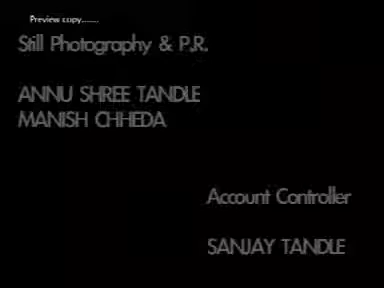 Preview copy.......
Still Photography & P.R.
ANNU SHREE TANDLE
MANISH CHHEDA
Account Controller
SANJAY TANDLE